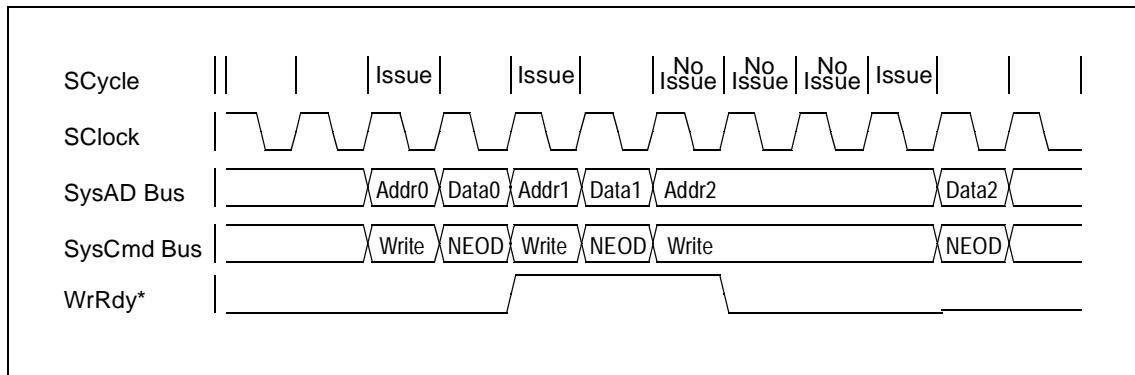 SCycle Issue Issue No Issue No Issue No Issue Issue
SClock
SysAD Bus Addr0 Data0 Addr1 Data1 Addr2 Data2
SysCmd Bus Write NEOD Write NEOD Write NEOD
WrRdy*